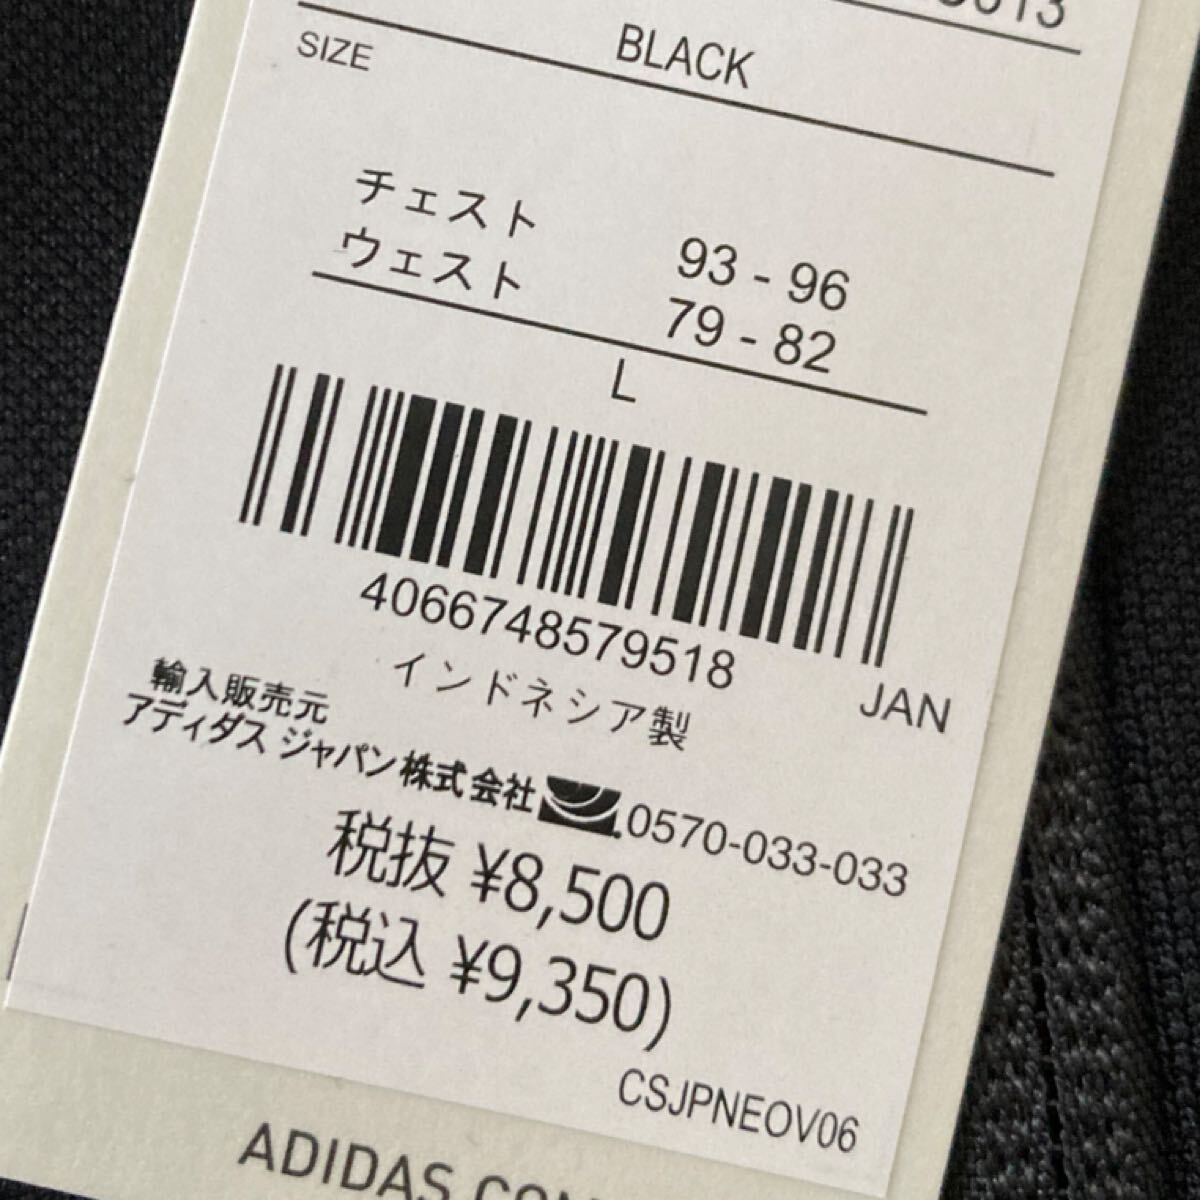 BLACK
SIZE
チェスト 93 - 96
ウェスト 79 - 82
L
4066748579518
JAN
インドネシア製
輸入販売元
アディダス ジャパン株式会社 0570-033-033
税抜 ¥8,500
(税込 ¥9,350)
CSJPNEOV06
ADIDAS